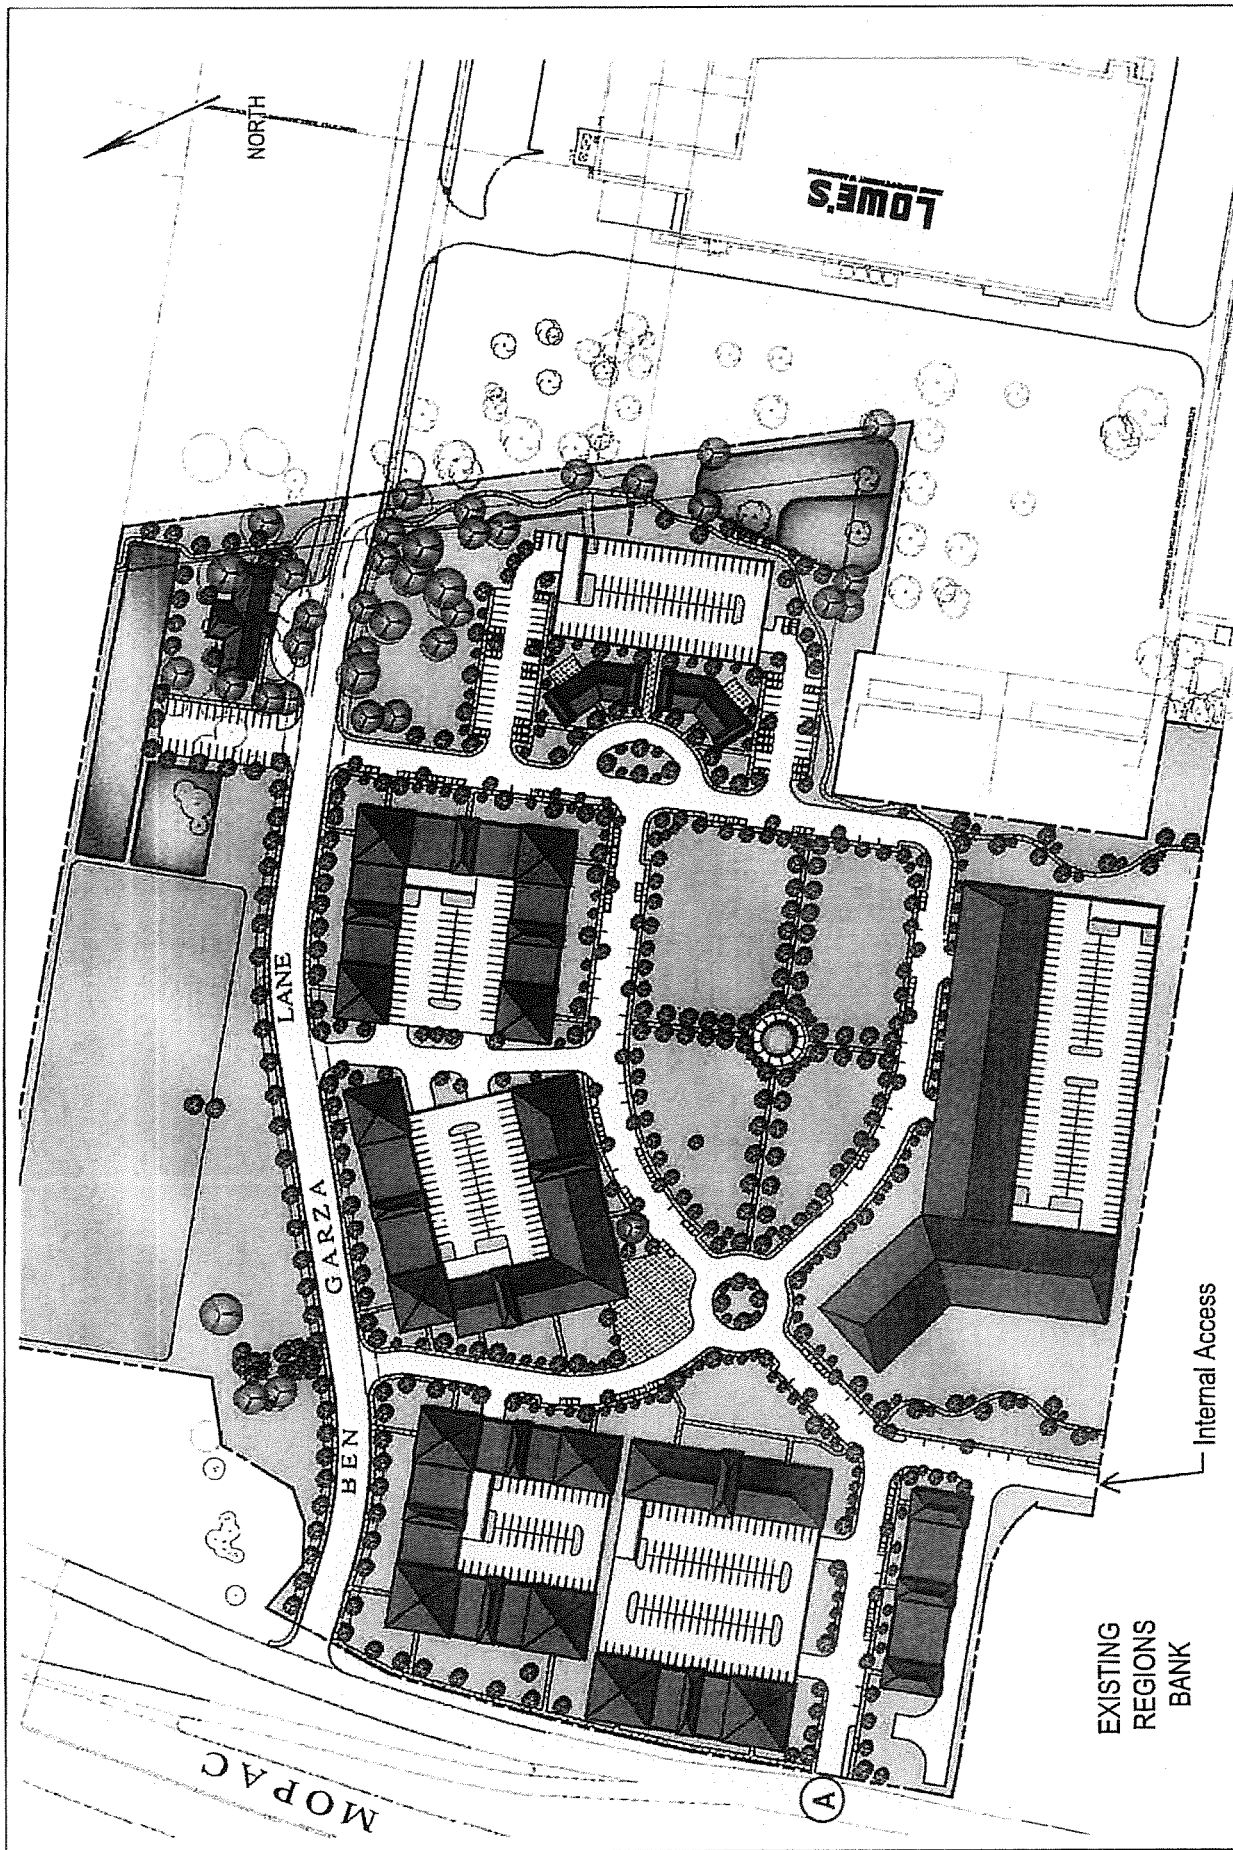 NORTH
LOWE'S
LANE
GARZA
BEN
MOPAC
A
Internal Access
EXISTING
REGIONS
BANK